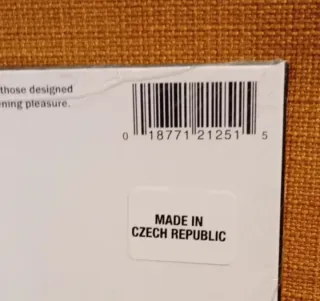 those designed
ening pleasure.
0 18771 21251 5
MADE IN
CZECH REPUBLIC